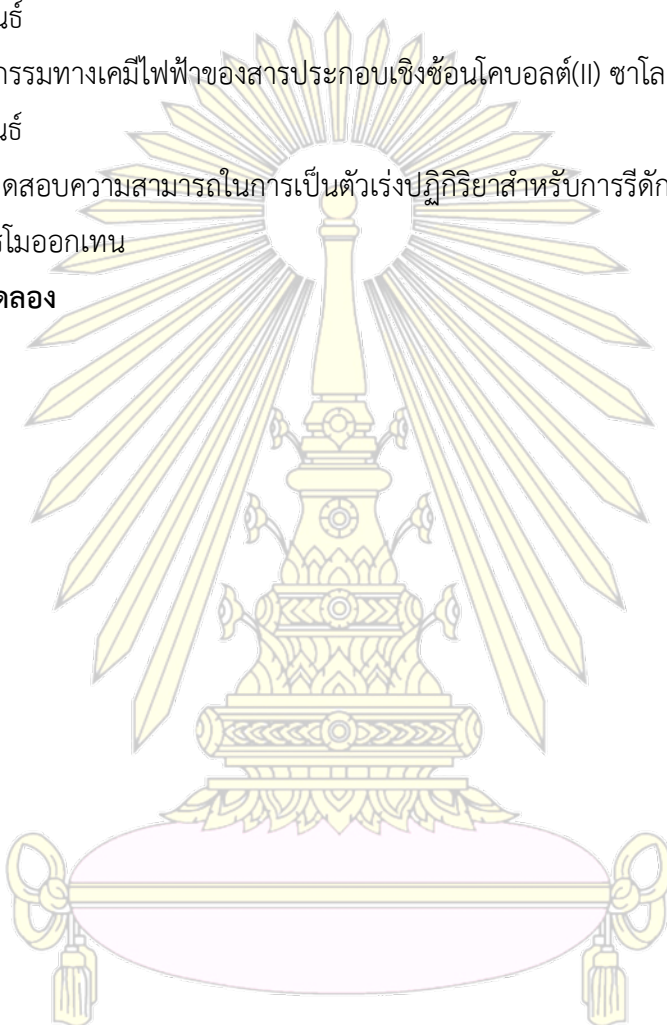 นธ์
กรรมทางเคมีไฟฟ้าของสารประกอบเชิงซ้อนโคบอลต์(II) ซาโล
นธ์
ดสอบความสามารถในการเป็นตัวเร่งปฏิกิริยาสำหรับการรีดัก
รโมออกเทน
ดลอง